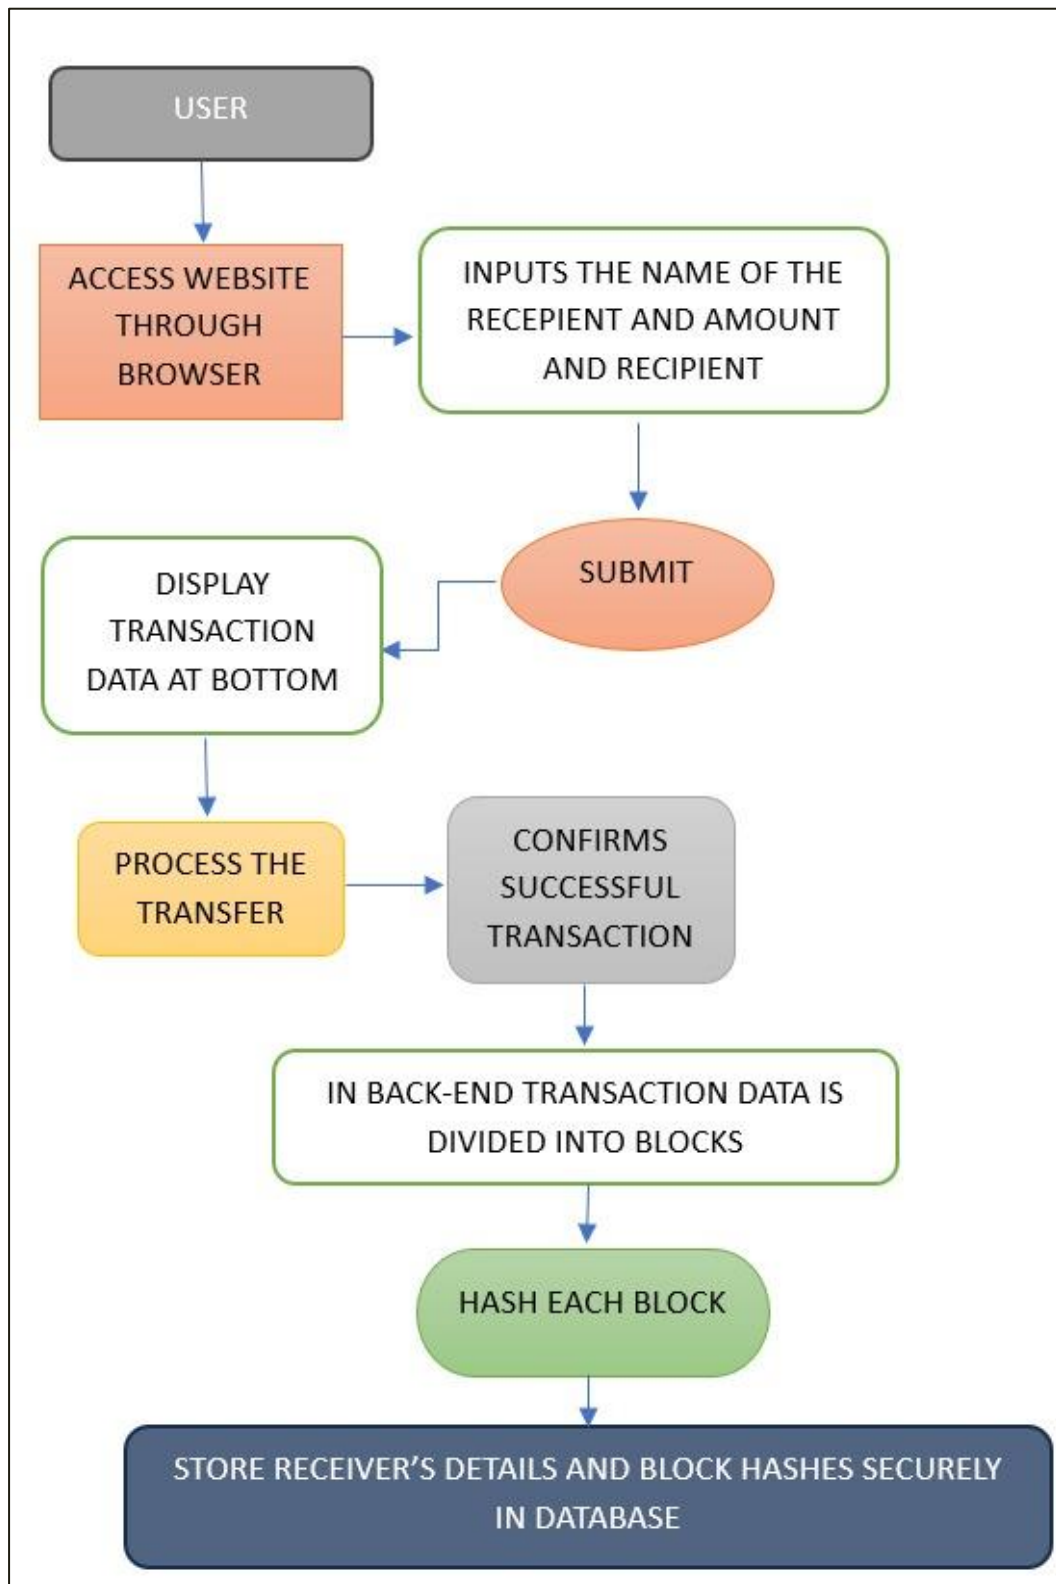 USER
ACCESS WEBSITE
THROUGH
BROWSER
INPUTS THE NAME OF THE
RECEPIENT AND AMOUNT
AND RECIPIENT
SUBMIT
DISPLAY
TRANSACTION
DATA AT BOTTOM
PROCESS THE
TRANSFER
CONFIRMS
SUCCESSFUL
TRANSACTION
IN BACK-END TRANSACTION DATA IS
DIVIDED INTO BLOCKS
HASH EACH BLOCK
STORE RECEIVER’S DETAILS AND BLOCK HASHES SECURELY
IN DATABASE